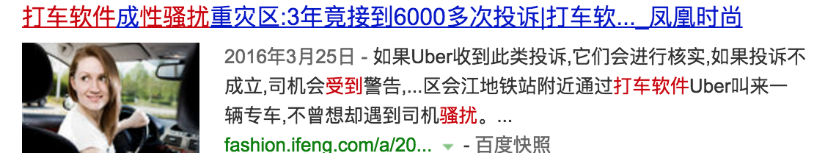 打车软件成性骚扰重灾区:3年竟接到6000多次投诉|打车软..._凤凰时尚
2016年3月25日 - 如果Uber收到此类投诉,它们会进行核实,如果投诉不
成立,司机会受到警告,...区会江地铁站附近通过打车软件Uber叫来一
辆专车,不曾想却遇到司机骚扰。...
fashion.ifeng.com/a/20... - 百度快照